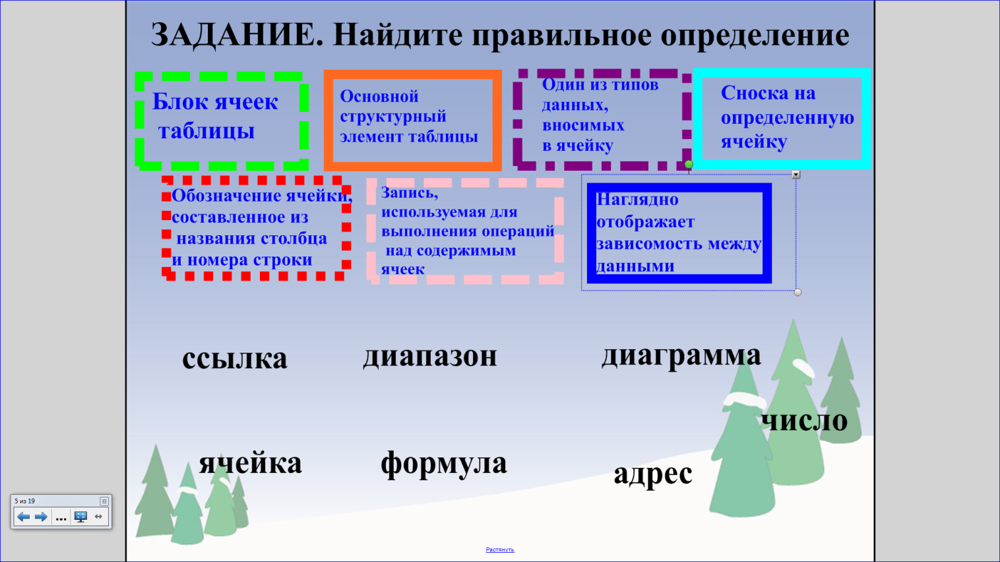 ЗАДАНИЕ. Найдите правильное определение
Блок ячеек
таблицы
Основной
структурный
элемент таблицы
Один из типов
данных,
вносимых
в ячейку
Сноска на
определенную
ячейку
Обозначение ячейки,
составленное из
названия столбца
и номера строки
Запись,
используемая для
выполнения операций
над содержимым
ячеек
Наглядно
отображает
зависомость между
данными
ссылка
диапазон
диаграмма
число
ячейка
формула
адрес
5 из 19
...
Растянуть